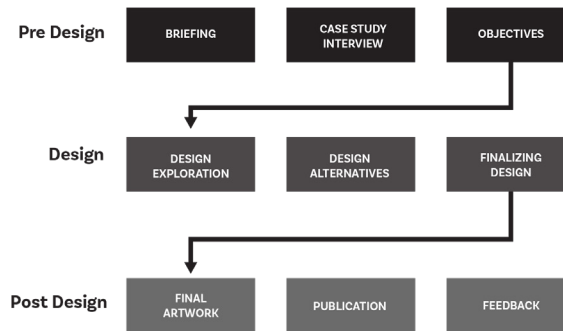 Pre Design
BRIEFING
CASE STUDY
INTERVIEW
OBJECTIVES
Design
DESIGN
EXPLORATION
DESIGN
ALTERNATIVES
FINALIZING
DESIGN
Post Design
FINAL
ARTWORK
PUBLICATION
FEEDBACK